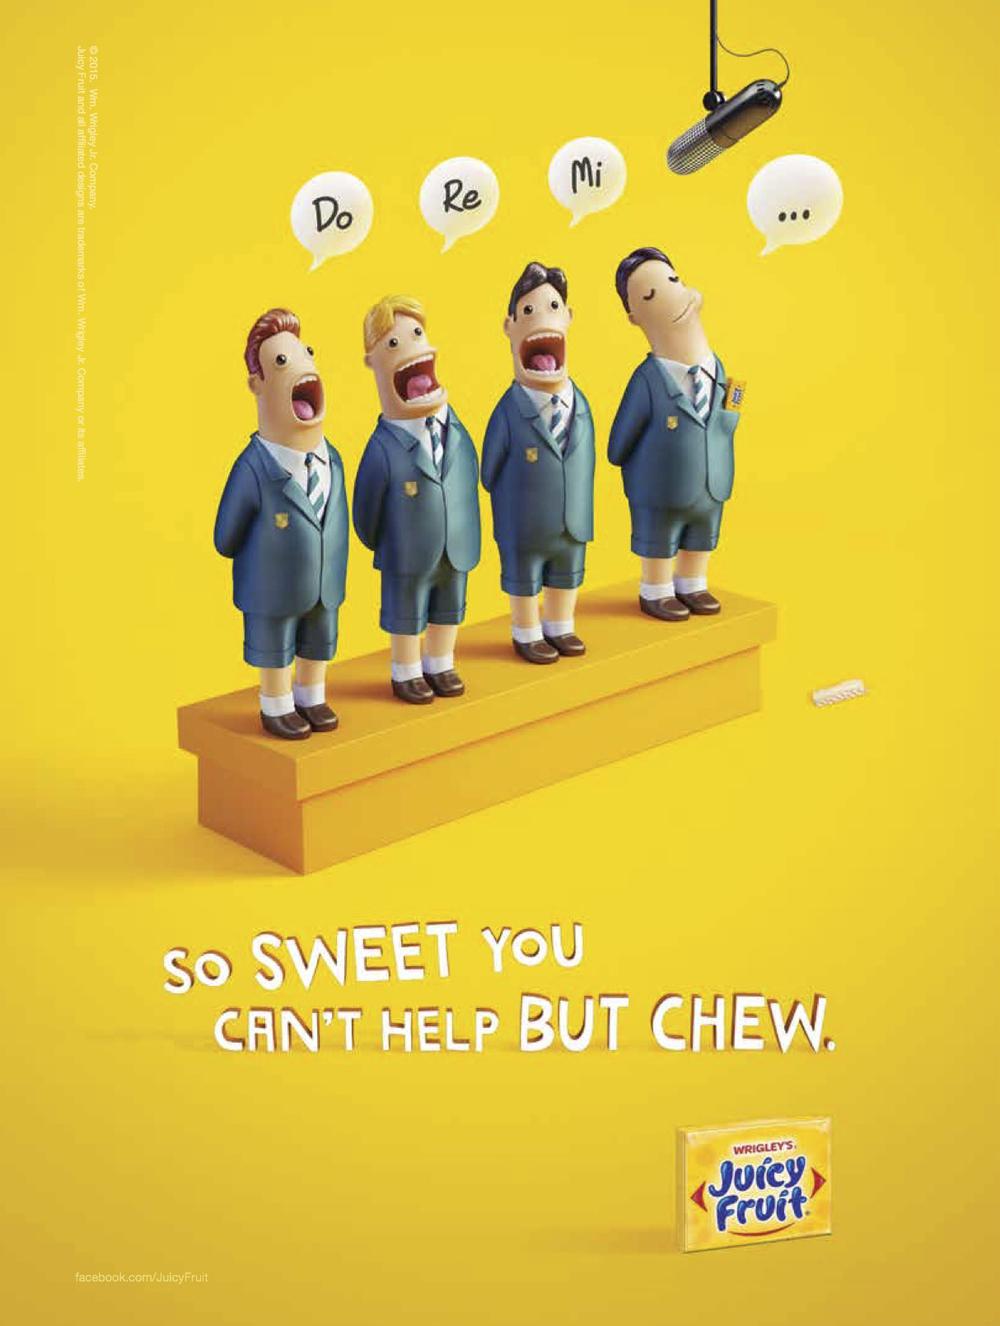 © 2015. Wm. Wrigley Jr. Company.
Juicy Fruit and all affiliated designs are trademarks of Wm. Wrigley Jr. Company or its affiliates.
Do
Re
Mi
...
SO SWEET YOU
CAN'T HELP BUT CHEW.
WRIGLEY'S
Juicy
Fruit
facebook.com/JuicyFruit